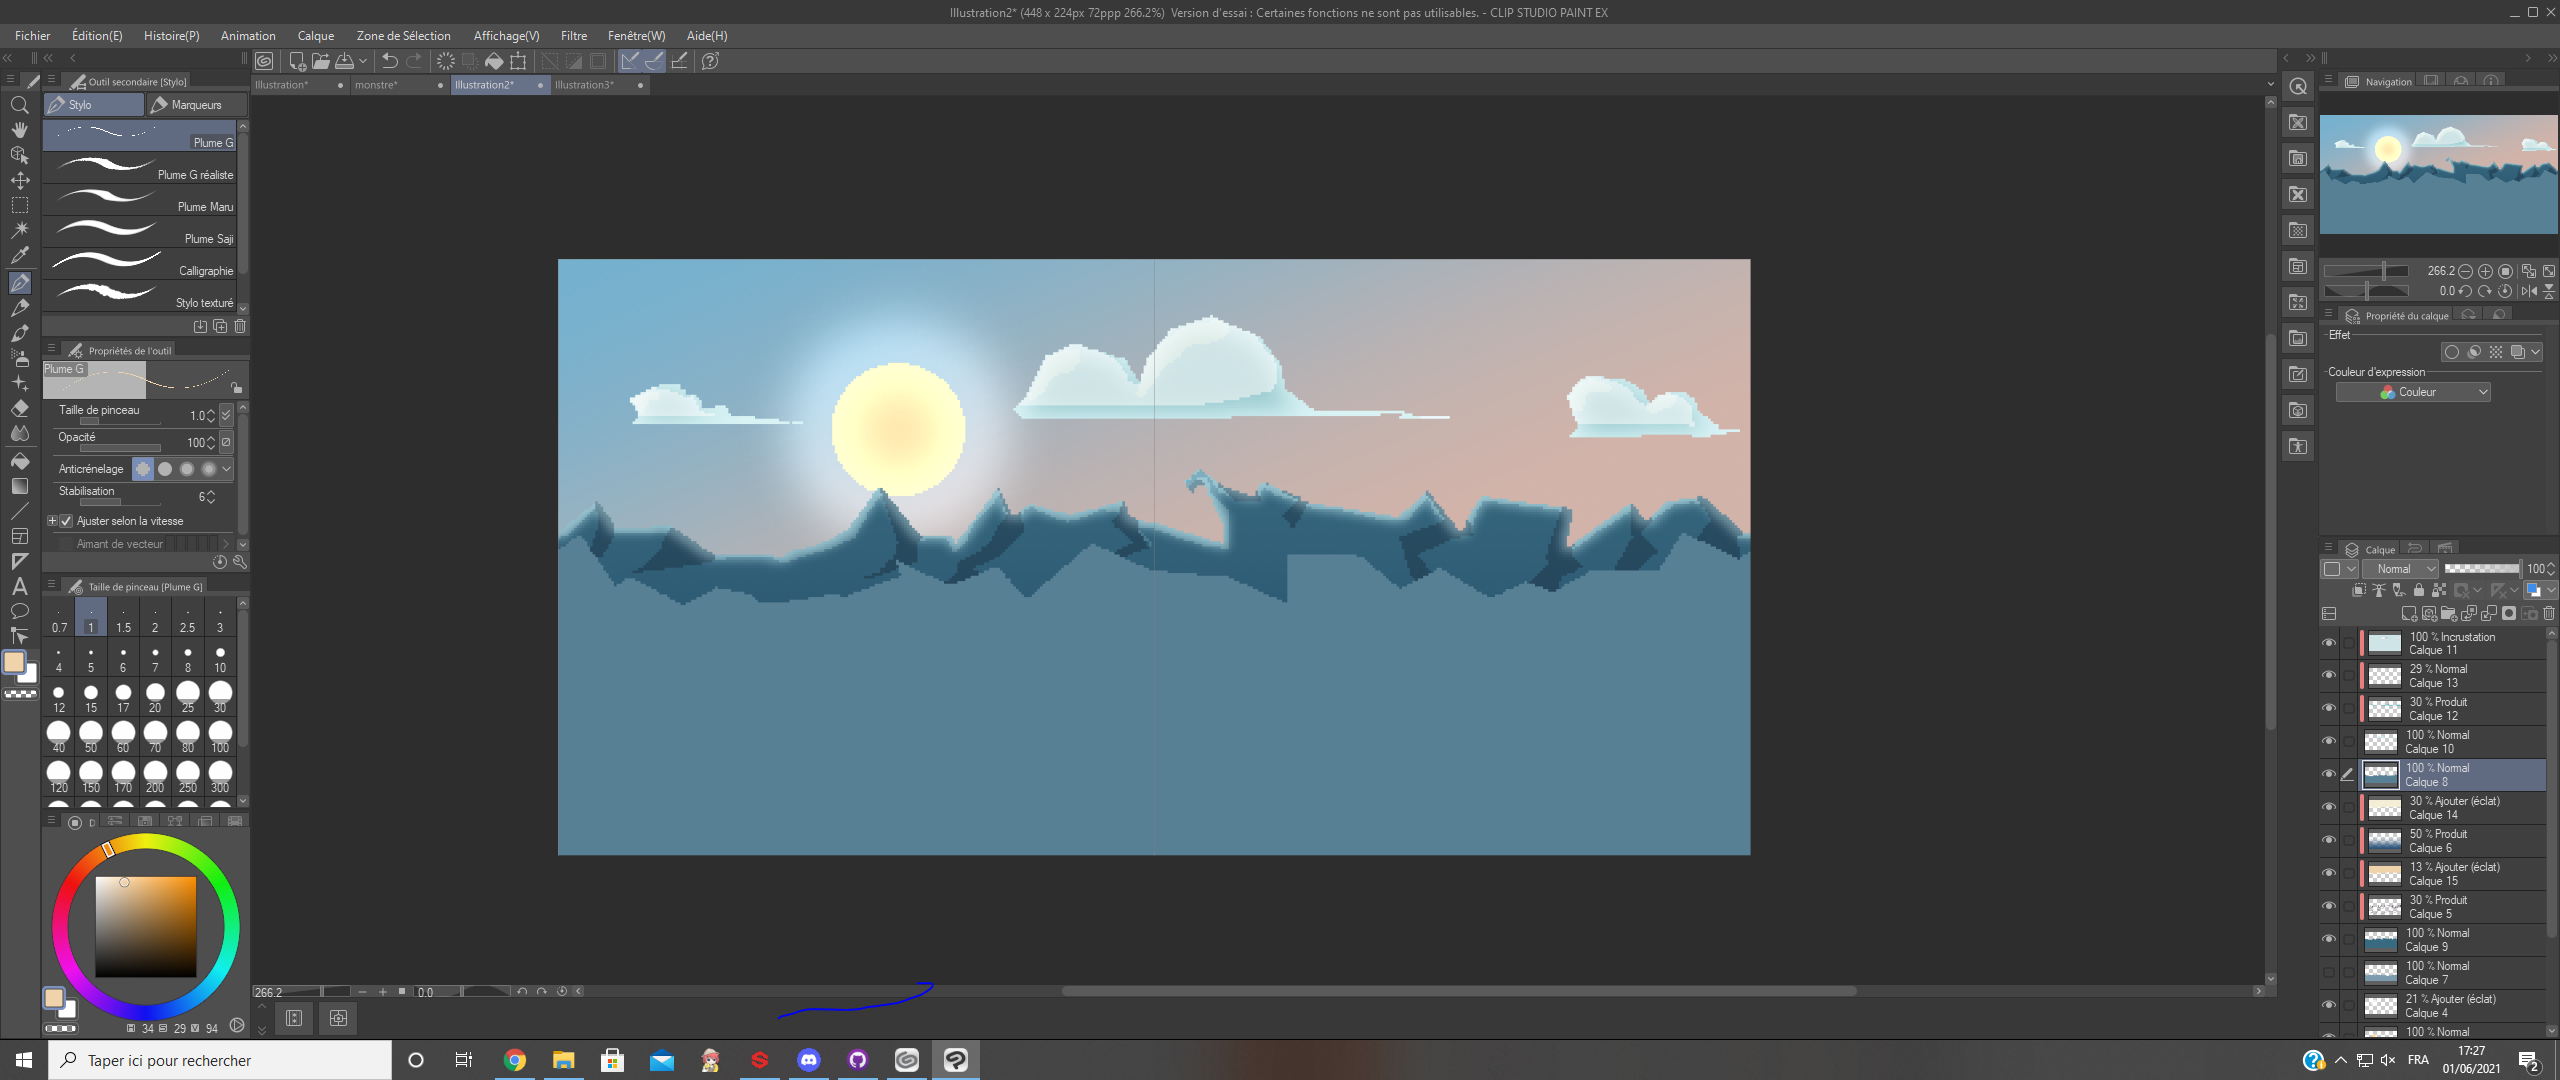 Illustration2* (448 x 224px 72ppp 266.2%)  Version d'essai : Certaines fonctions ne sont pas utilisables. - CLIP STUDIO PAINT EX
Fichier Édition(E) Histoire(P) Animation Calque Zone de Sélection Affichage(V) Filtre Fenêtre(W) Aide(H)
Outil secondaire [Stylo]
Illustration* monstre* Illustration2* Illustration3*
Stylo Marqueurs
Plume G
Plume G réaliste
Plume Maru
Plume Saji
Calligraphie
Stylo texturé
Propriétés de l'outil
Plume G
Taille de pinceau 1.0
Opacité 100
Anticrénelage
Stabilisation 6
Ajuster selon la vitesse
Aimant de vecteur
Taille de pinceau [Plume G]
0.7 1 1.5 2 2.5 3
4 5 6 7 8 10
12 15 17 20 25 30
40 50 60 70 80 100
120 150 170 200 250 300
D
34 29 94
266.2 0.0
Navigation
266.2
0.0
Propriété du calque
Effet
Couleur d'expression
Couleur
Calque
Normal 100
100 % Incrustation
Calque 11
29 % Normal
Calque 13
30 % Produit
Calque 12
100 % Normal
Calque 10
100 % Normal
Calque 8
30 % Ajouter (éclat)
Calque 14
50 % Produit
Calque 6
13 % Ajouter (éclat)
Calque 15
30 % Produit
Calque 5
100 % Normal
Calque 9
100 % Normal
Calque 7
21 % Ajouter (éclat)
Calque 4
100 % Normal
Taper ici pour rechercher
FRA
17:27
01/06/2021
2